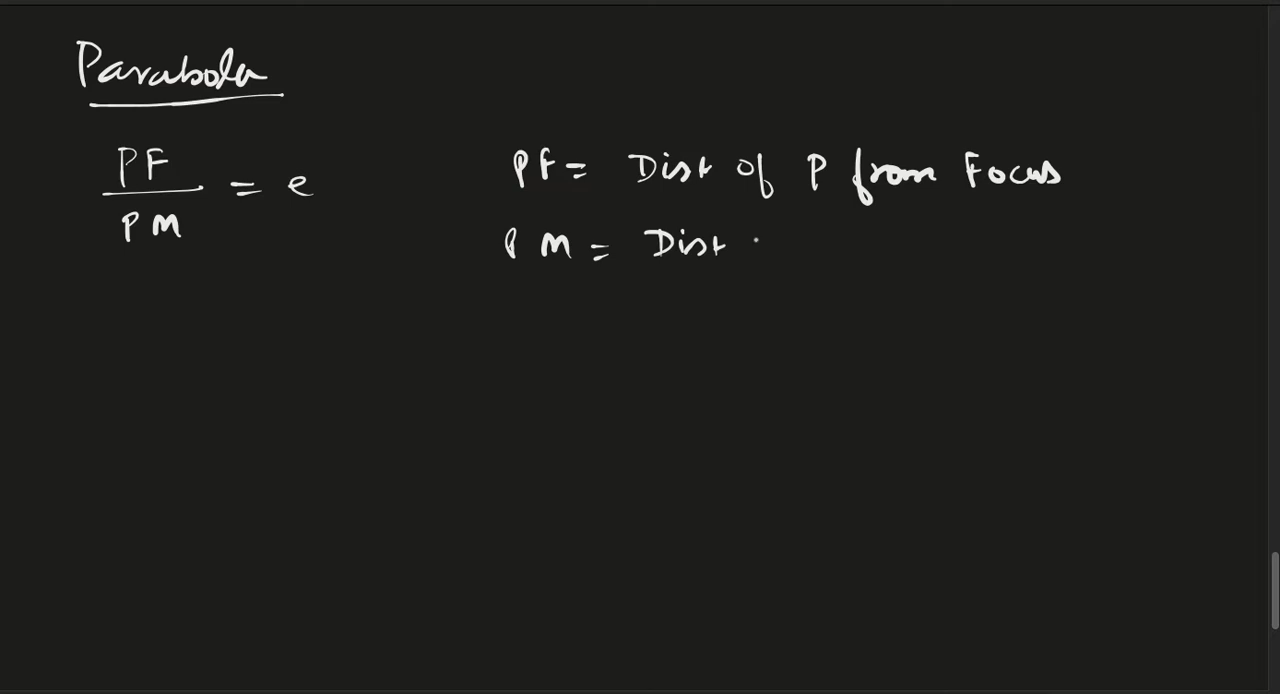 Parabola
PF/PM = e
PF = Dist of P from Focus
PM = Dist